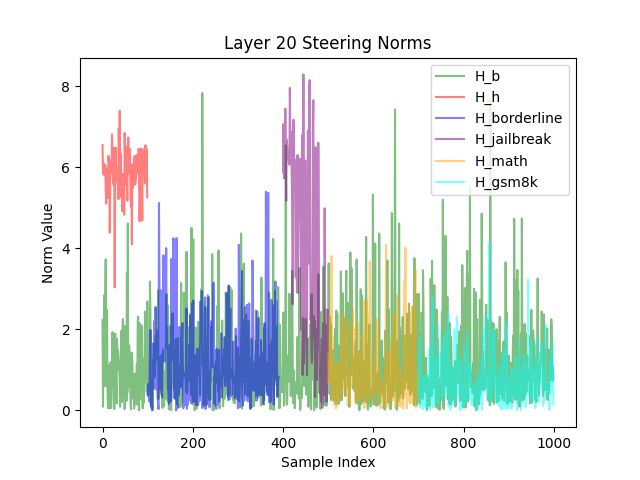 Layer 20 Steering Norms
H_b
H_h
H_borderline
H_jailbreak
H_math
H_gsm8k
8
6
4
2
0
Norm Value
0
200
400
600
800
1000
Sample Index